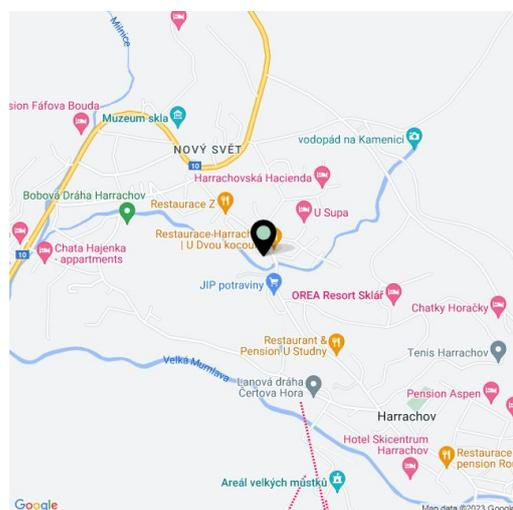 Milnice
sion Fáfova Bouda
Muzeum skla
NOVÝ SVĚT
vodopád na Kamenici
10
Harrachovská Hacienda
Bobová Dráha Harrachov
Restaurace Z
U Supa
Restaurace Harrach
| U Dvou kocou
10
Chata Hajenka
- appartments
JIP potraviny
OREA Resort Sklář
Chatky Horačky
Restaurant &
Pension U Studny
Tenis Harrachov
Velká Mumlava
Lanová dráha
Čertova Hora
Pension Aspen
Harrachov
Hotel Skicentrum
Harrachov
Restaurace
pension Rou
Areál velkých můstků
Google
Map data ©2023 Google